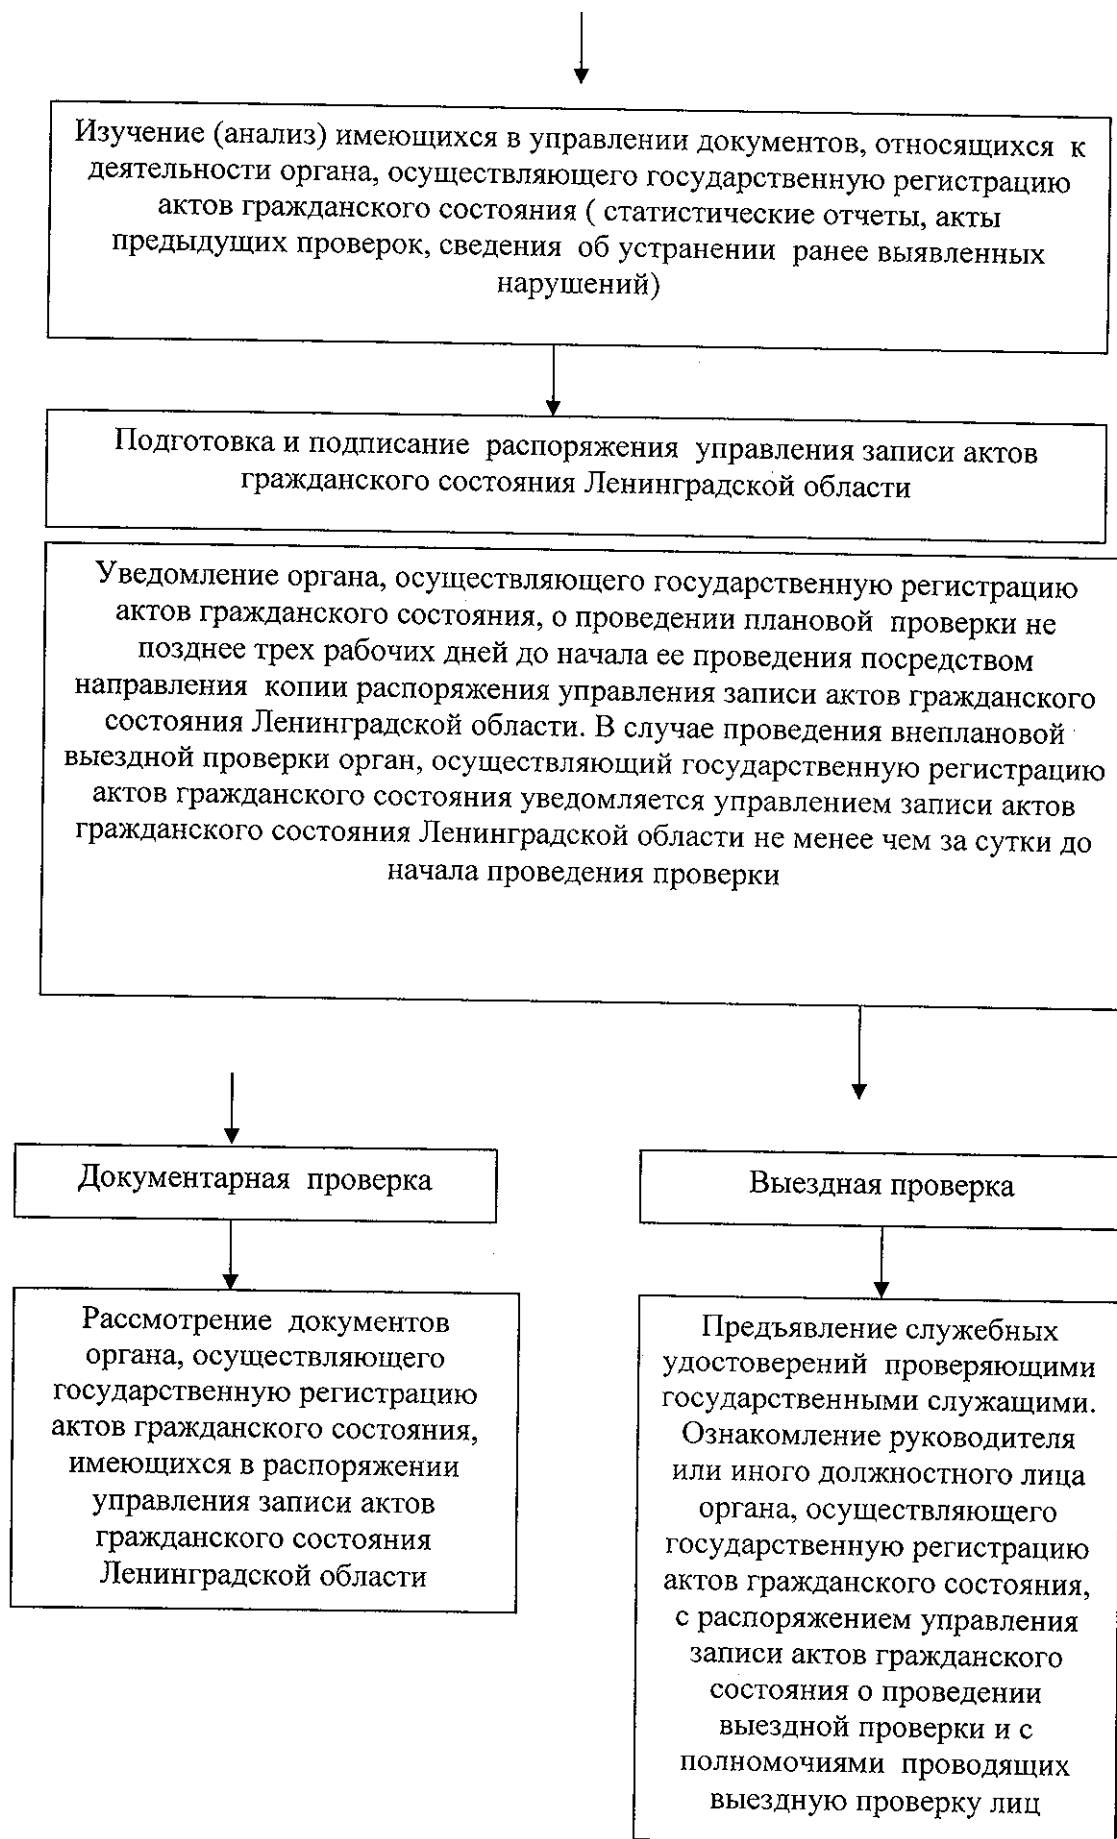 Изучение (анализ) имеющихся в управлении документов, относящихся к
деятельности органа, осуществляющего государственную регистрацию
актов гражданского состояния ( статистические отчеты, акты
предыдущих проверок, сведения об устранении ранее выявленных
нарушений)
Подготовка и подписание распоряжения управления записи актов
гражданского состояния Ленинградской области
Уведомление органа, осуществляющего государственную регистрацию
актов гражданского состояния, о проведении плановой проверки не
позднее трех рабочих дней до начала ее проведения посредством
направления копии распоряжения управления записи актов гражданского
состояния Ленинградской области. В случае проведения внеплановой
выездной проверки орган, осуществляющий государственную регистрацию
актов гражданского состояния уведомляется управлением записи актов
гражданского состояния Ленинградской области не менее чем за сутки до
начала проведения проверки
Документарная проверка
Рассмотрение документов
органа, осуществляющего
государственную регистрацию
актов гражданского состояния,
имеющихся в распоряжении
управления записи актов
гражданского состояния
Ленинградской области
Выездная проверка
Предъявление служебных
удостоверений проверяющими
государственными служащими.
Ознакомление руководителя
или иного должностного лица
органа, осуществляющего
государственную регистрацию
актов гражданского состояния,
с распоряжением управления
записи актов гражданского
состояния о проведении
выездной проверки и с
полномочиями проводящих
выездную проверку лиц